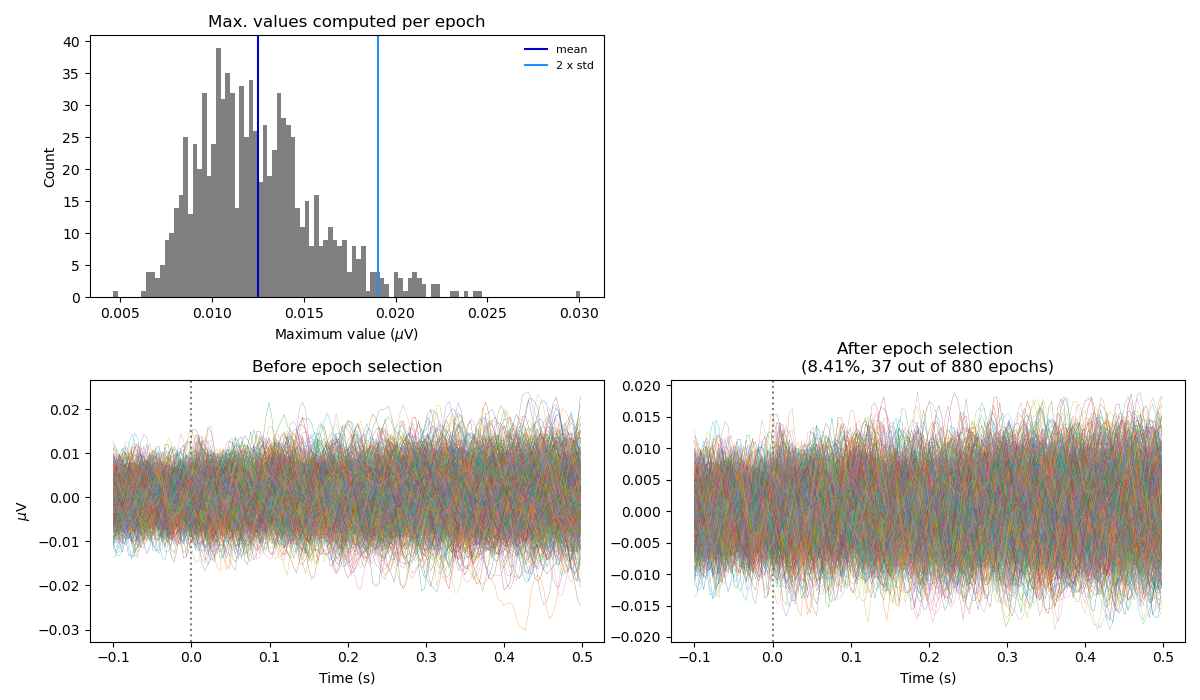 Max. values computed per epoch
40
35
30
25
20
15
10
5
0
Count
mean
2 x std
0.005 0.010 0.015 0.020 0.025 0.030
Maximum value (μV)
Before epoch selection
0.02
0.01
0.00
−0.01
−0.02
−0.03
μV
−0.1 0.0 0.1 0.2 0.3 0.4 0.5
Time (s)
After epoch selection
(8.41%, 37 out of 880 epochs)
0.020
0.015
0.010
0.005
0.000
−0.005
−0.010
−0.015
−0.020
−0.1 0.0 0.1 0.2 0.3 0.4 0.5
Time (s)